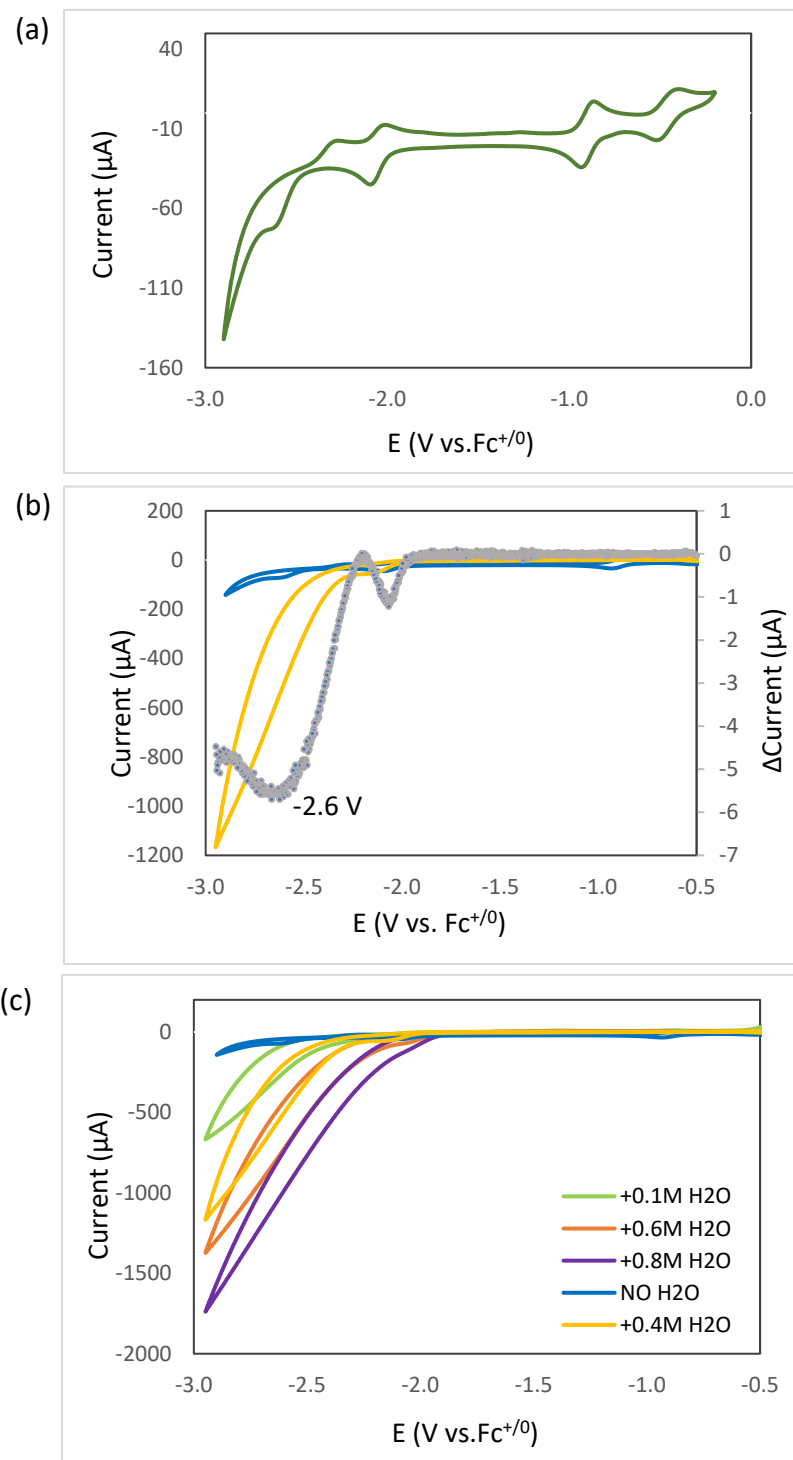 (a)
40
-10
-60
-110
-160
Current (µA)
-3.0 -2.0 -1.0 0.0
E (V vs.Fc+/0)
(b)
200
0
-200
-400
-600
-800
-1000
-1200
Current (µA)
1
0
-1
-2
-3
-4
-5
-6
-7
ΔCurrent (µA)
-2.6 V
-3.0 -2.5 -2.0 -1.5 -1.0 -0.5
E (V vs. Fc+/0)
(c)
0
-500
-1000
-1500
-2000
Current (µA)
+0.1M H2O
+0.6M H2O
+0.8M H2O
NO H2O
+0.4M H2O
-3.0 -2.5 -2.0 -1.5 -1.0 -0.5
E (V vs.Fc+/0)